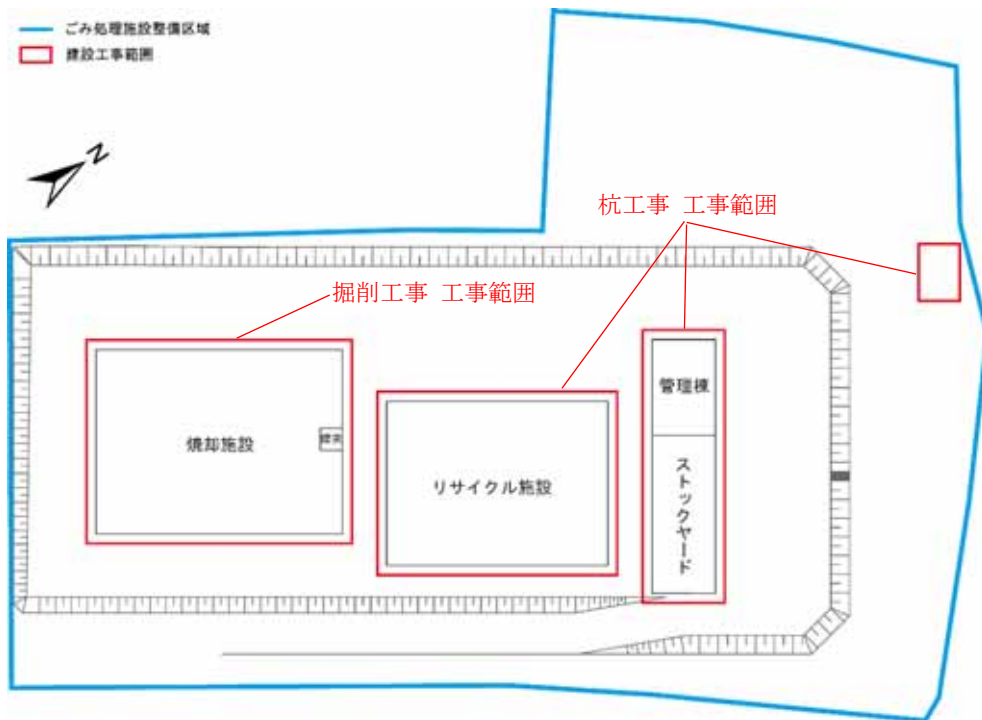 ごみ処理施設整備区域
建設工事範囲
N
杭工事 工事範囲
掘削工事 工事範囲
管理棟
焼却施設
煙突
リサイクル施設
ストックヤード